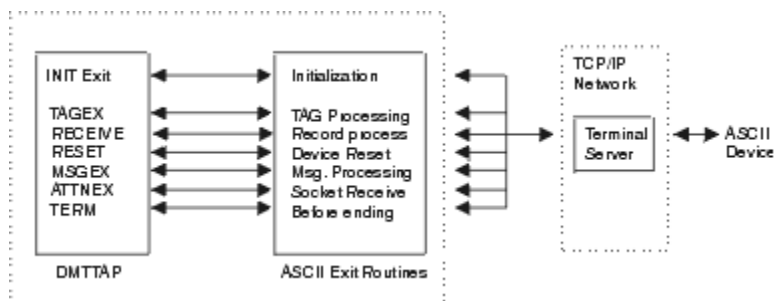 INIT Exit
TAGEX
RECEIVE
RESET
MSGEX
ATTNEX
TERM
DMTTAP
Initialization
TAG Processing
Record process
Device Reset
Msg. Processing
Socket Receive
Before ending
ASCII Exit Routines
TCP/IP
Network
Terminal
Server
ASCII
Device